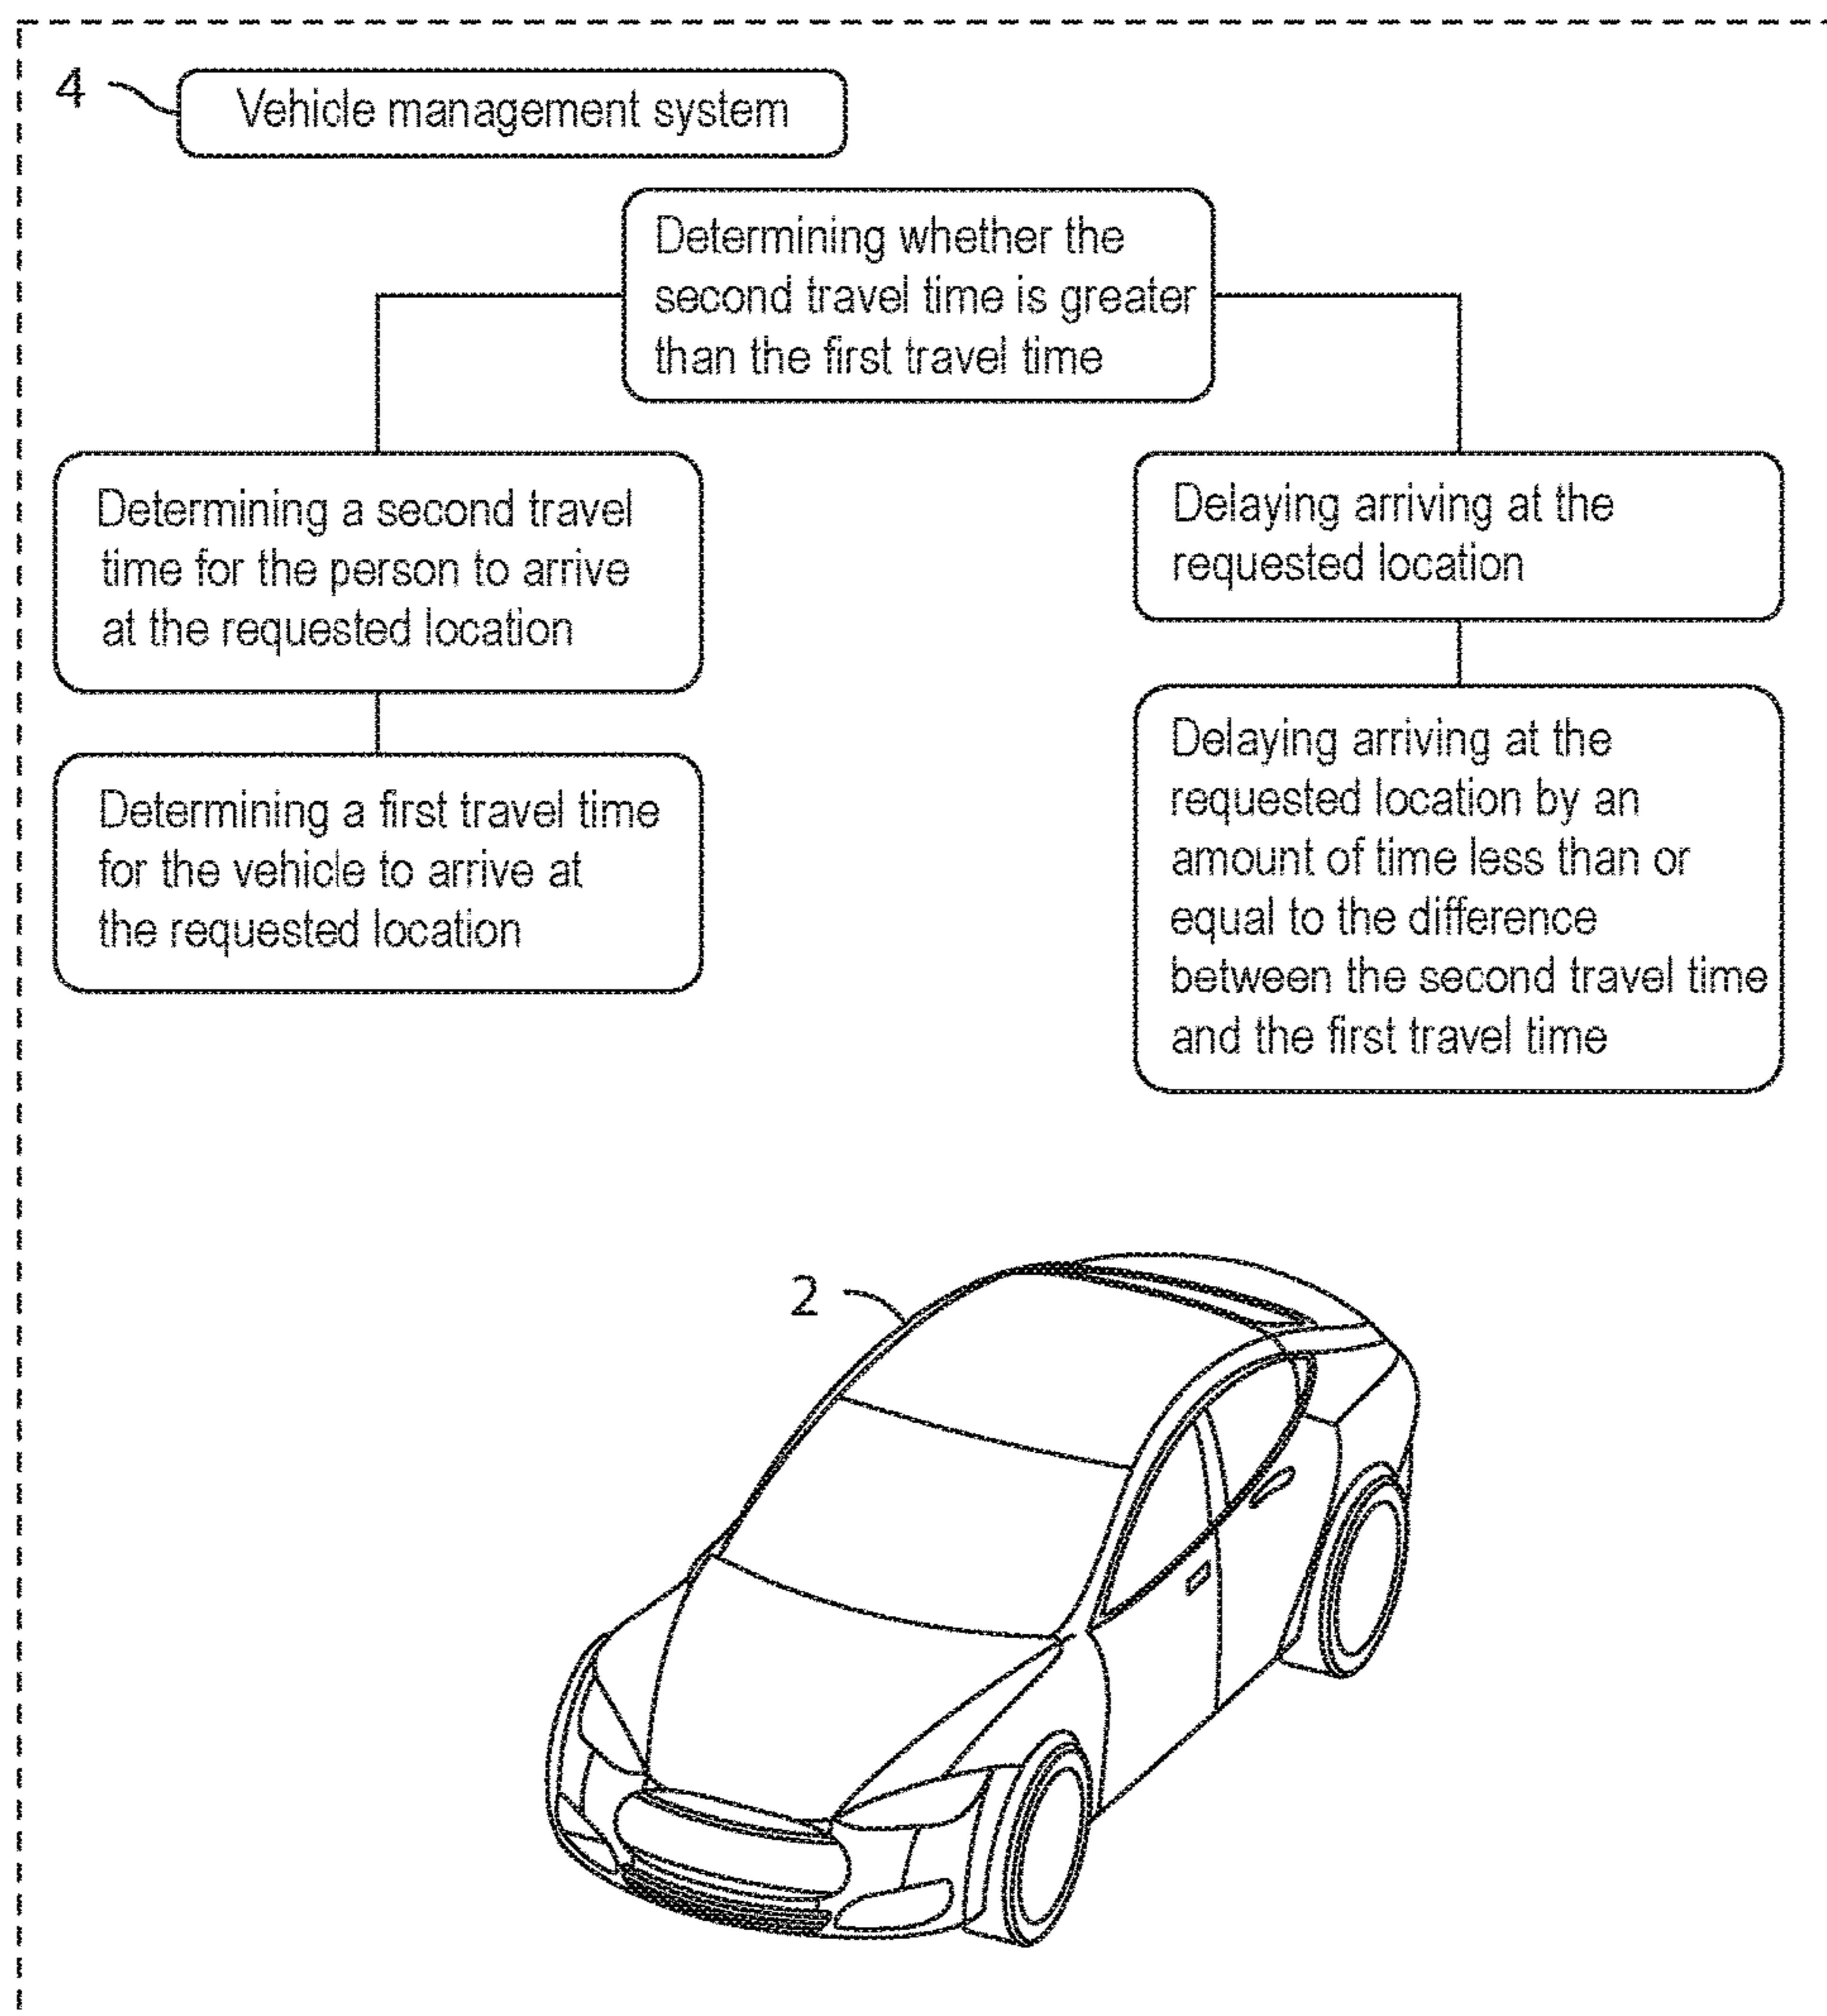 4
Vehicle management system
Determining whether the
second travel time is greater
than the first travel time
Determining a second travel
time for the person to arrive
at the requested location
Determining a first travel time
for the vehicle to arrive at
the requested location
Delaying arriving at the
requested location
Delaying arriving at the
requested location by an
amount of time less than or
equal to the difference
between the second travel time
and the first travel time
2